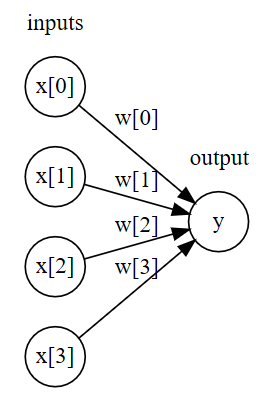 inputs
x[0]
w[0]
output
x[1]
w[1]
y
w[2]
x[2]
w[3]
x[3]